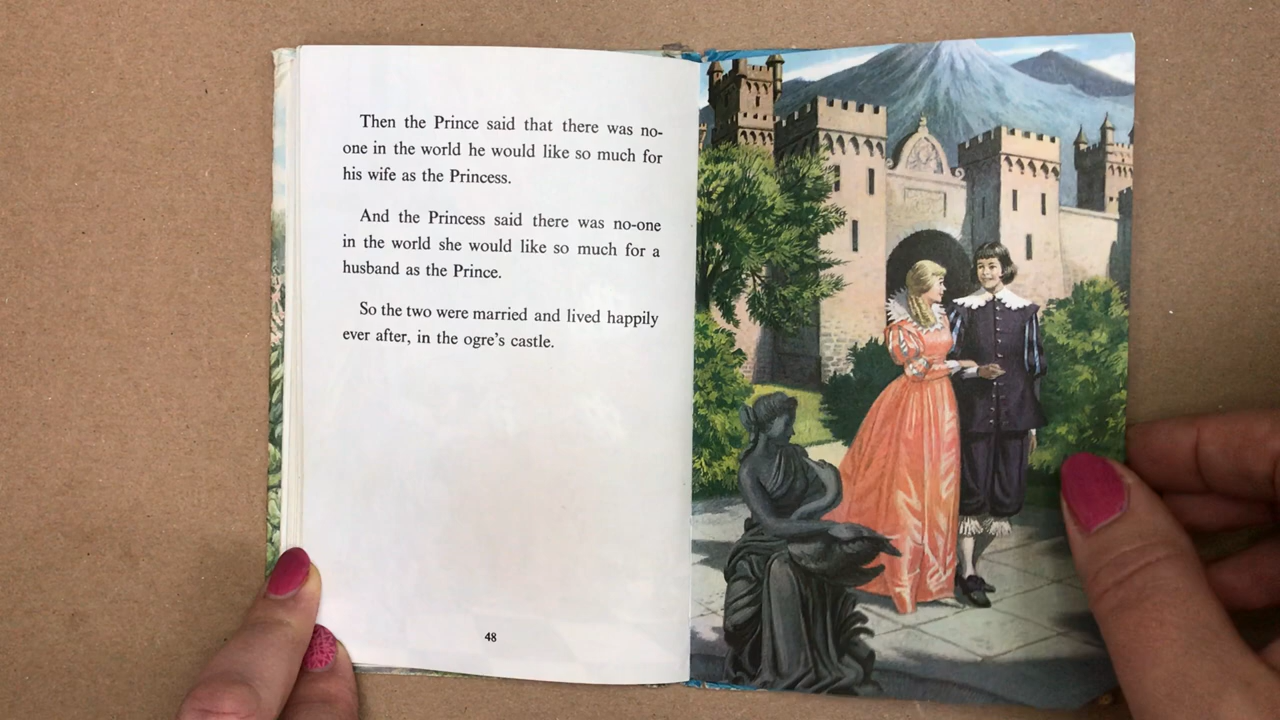 Then the Prince said that there was no-
one in the world he would like so much for
his wife as the Princess.
And the Princess said there was no-one
in the world she would like so much for a
husband as the Prince.
So the two were married and lived happily
ever after, in the ogre's castle.
48